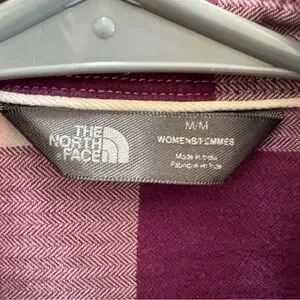 THE
NORTH
FACE
M/M
WOMENS/FEMMES
Made in India
Fabriqué en Inde